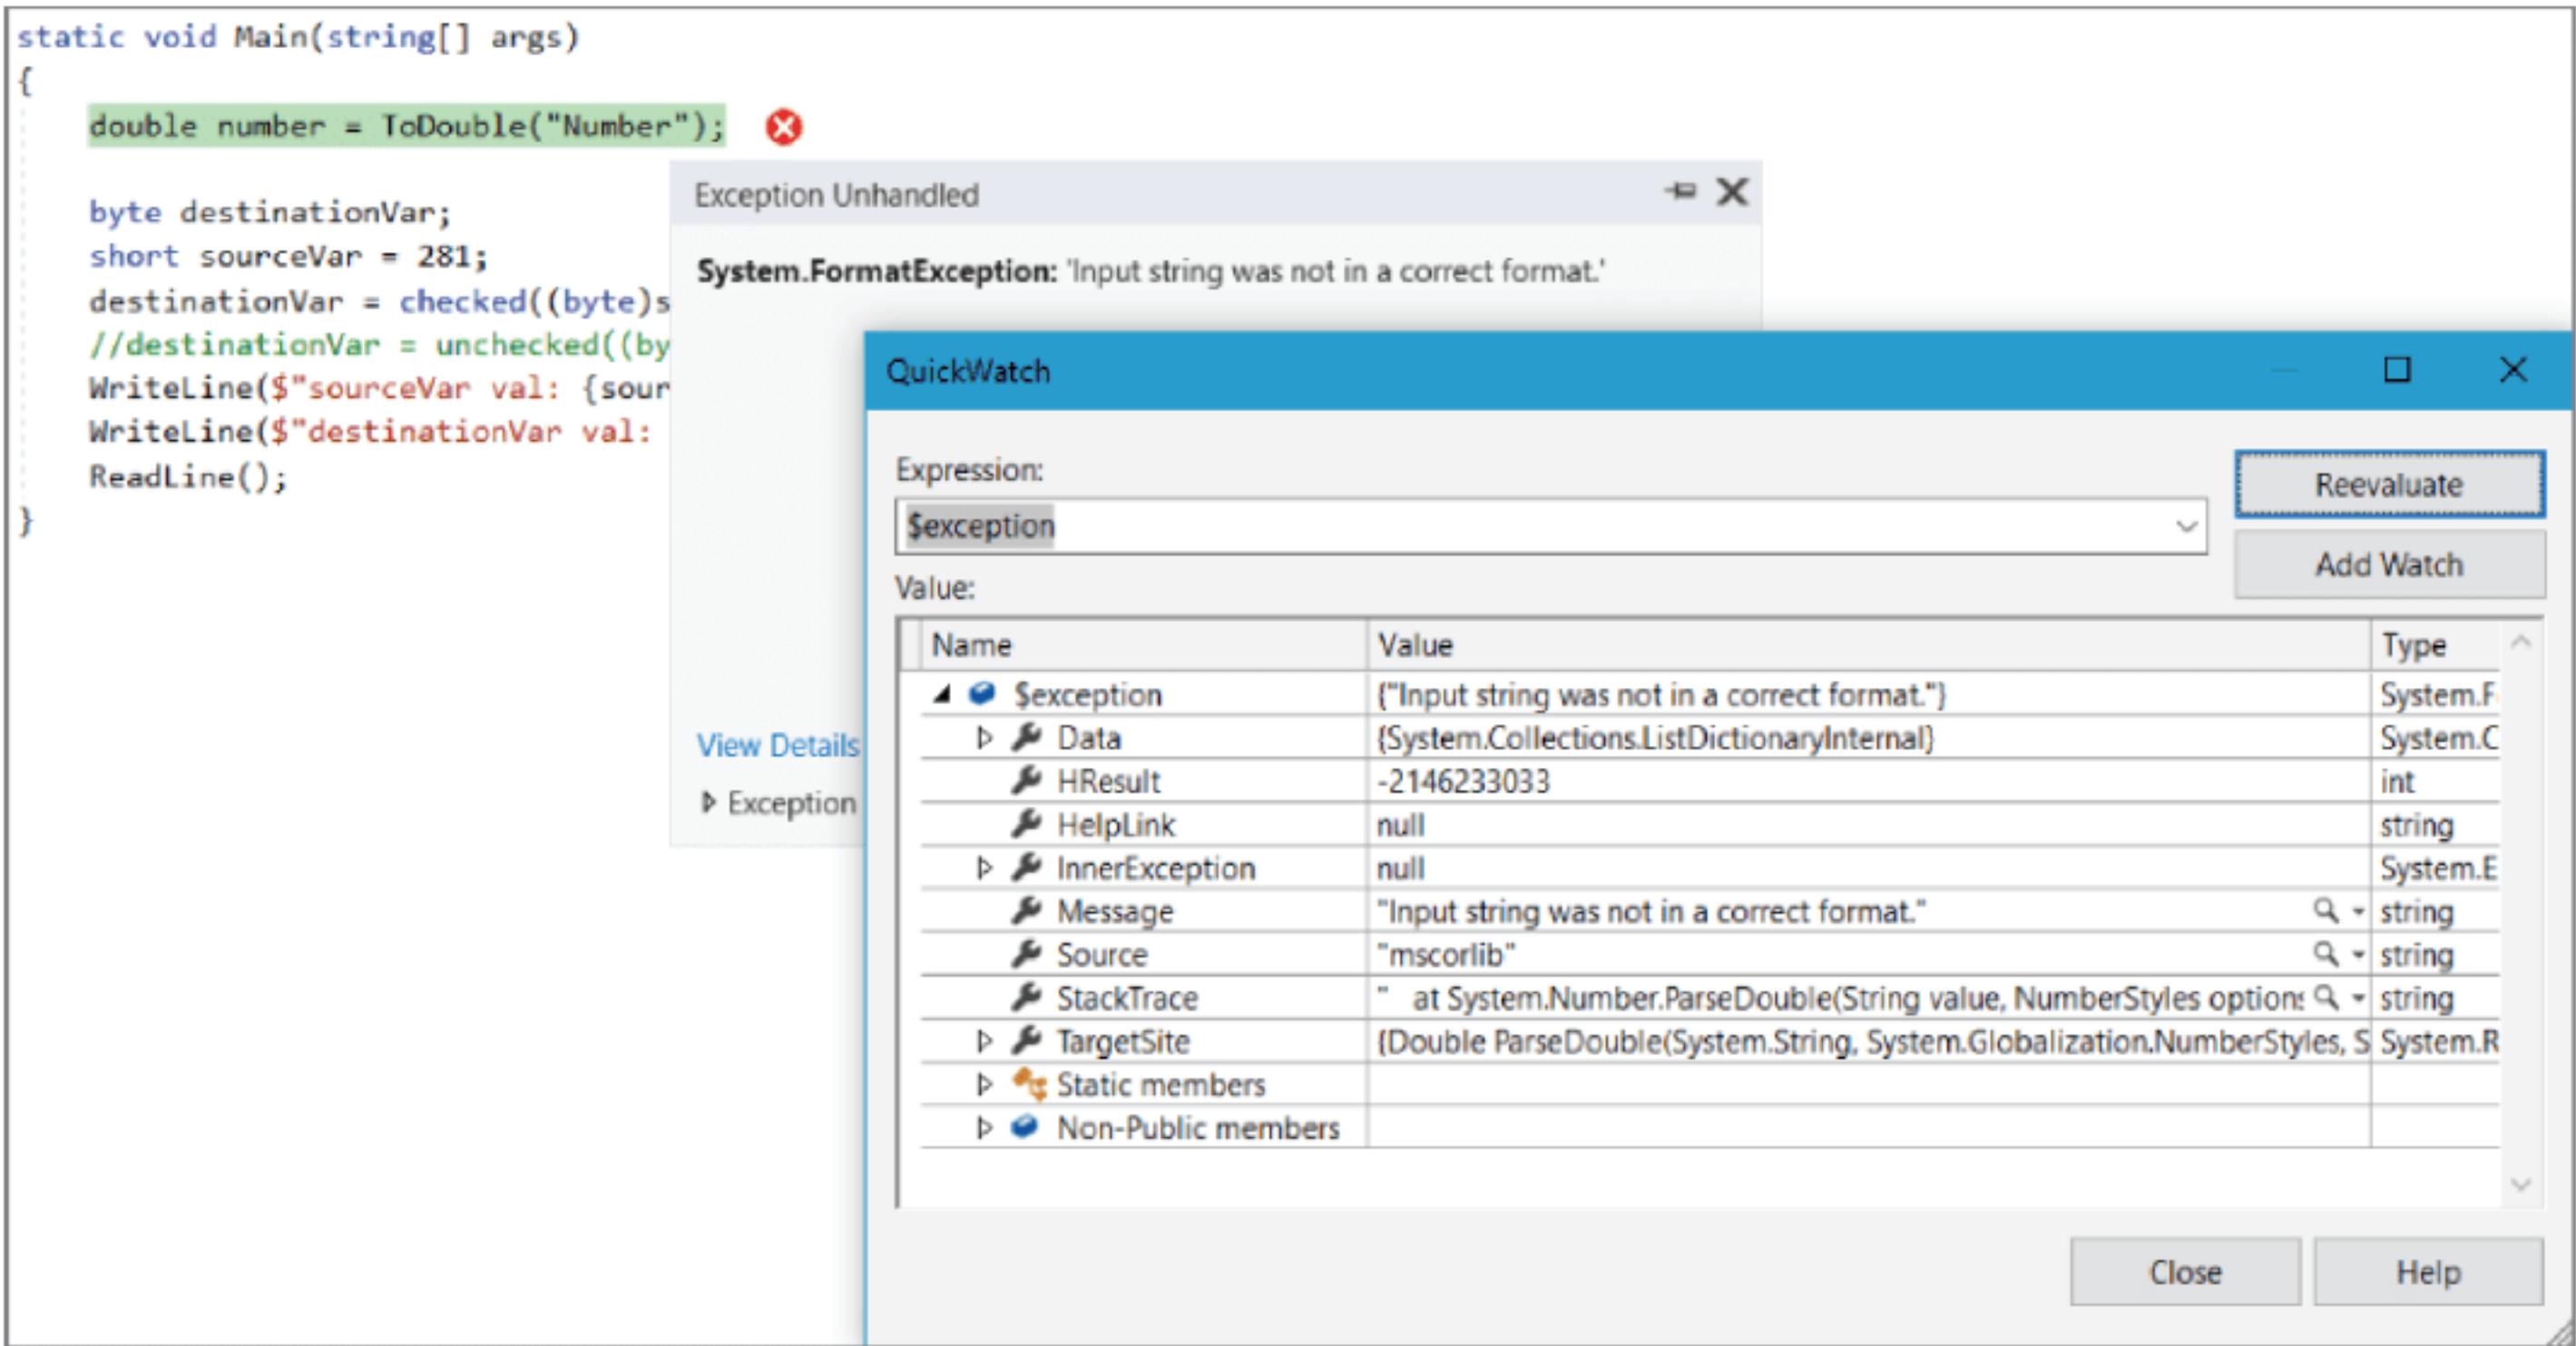 static void Main(string[] args)
{
double number = ToDouble("Number");
byte destinationVar;
short sourceVar = 281;
destinationVar = checked((byte)s
//destinationVar = unchecked((by
WriteLine($"sourceVar val: {sour
WriteLine($"destinationVar val:
ReadLine();
}
Exception Unhandled
System.FormatException: 'Input string was not in a correct format.'
View Details
Exception
QuickWatch
Expression:
$exception
Reevaluate
Add Watch
Value:
Name Value Type
$exception {"Input string was not in a correct format."} System.F
Data {System.Collections.ListDictionaryInternal} System.C
HResult -2146233033 int
HelpLink null string
InnerException null System.E
Message "Input string was not in a correct format." string
Source "mscorlib" string
StackTrace " at System.Number.ParseDouble(String value, NumberStyles options string
TargetSite {Double ParseDouble(System.String, System.Globalization.NumberStyles, S System.R
Static members
Non-Public members
Close Help